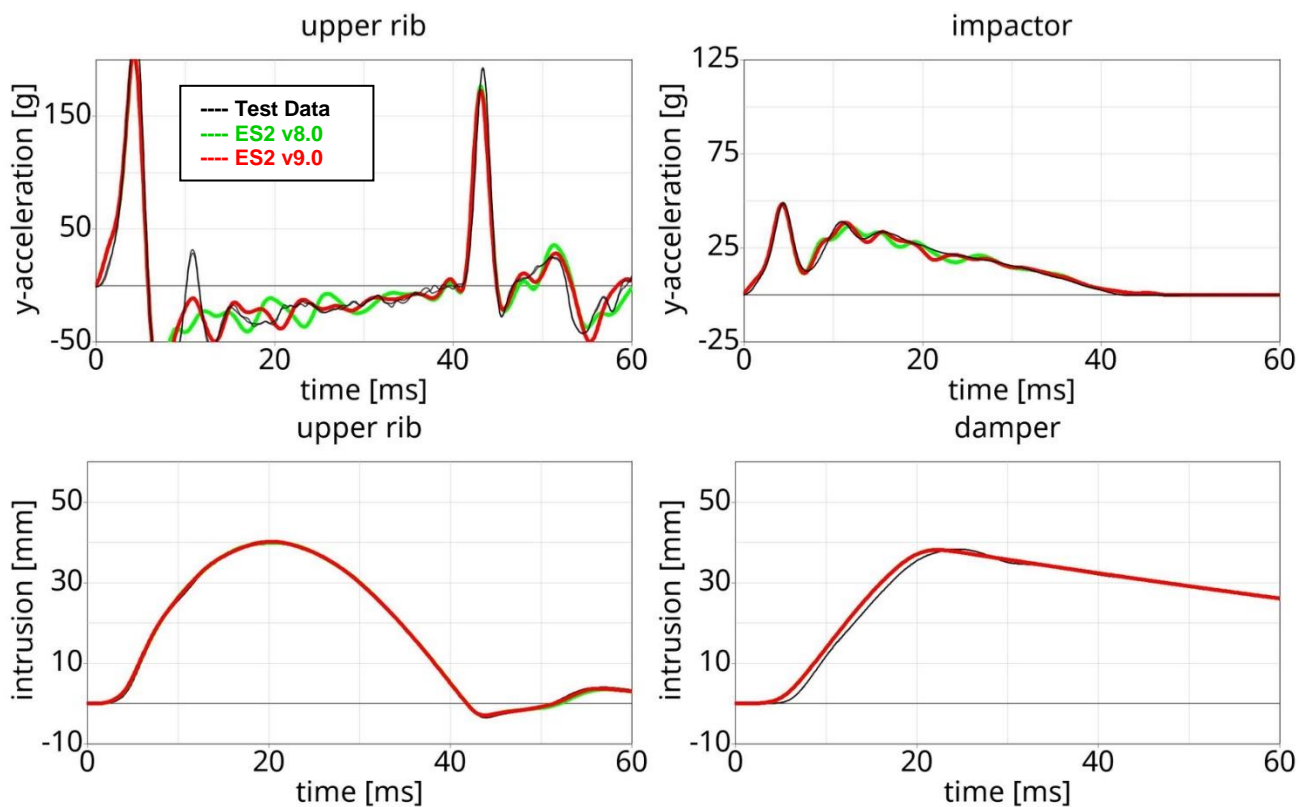 upper rib
y-acceleration [g]
150
50
-50
0
20
40
60
time [ms]
---- Test Data
---- ES2 v8.0
---- ES2 v9.0
impactor
y-acceleration [g]
125
75
25
-25
0
20
40
60
time [ms]
upper rib
intrusion [mm]
50
30
10
-10
0
20
40
60
time [ms]
damper
intrusion [mm]
50
30
10
-10
0
20
40
60
time [ms]